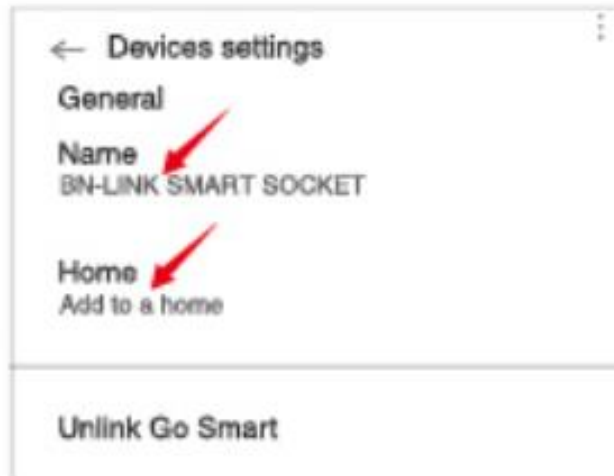 ← Devices settings
General
Name
BN-LINK SMART SOCKET
Home
Add to a home
Unlink Go Smart